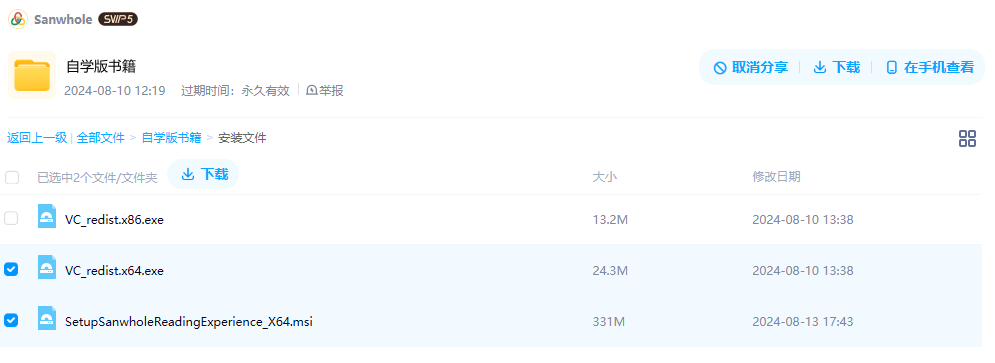 Sanwhole SVIP5
自学版书籍
2024-08-10 12:19 过期时间：永久有效 举报
取消分享 下载 在手机查看
返回上一级 | 全部文件 > 自学版书籍 > 安装文件
已选中2个文件/文件夹 下载 大小 修改日期
VC_redist.x86.exe 13.2M 2024-08-10 13:38
VC_redist.x64.exe 24.3M 2024-08-10 13:38
SetupSanwholeReadingExperience_X64.msi 331M 2024-08-13 17:43